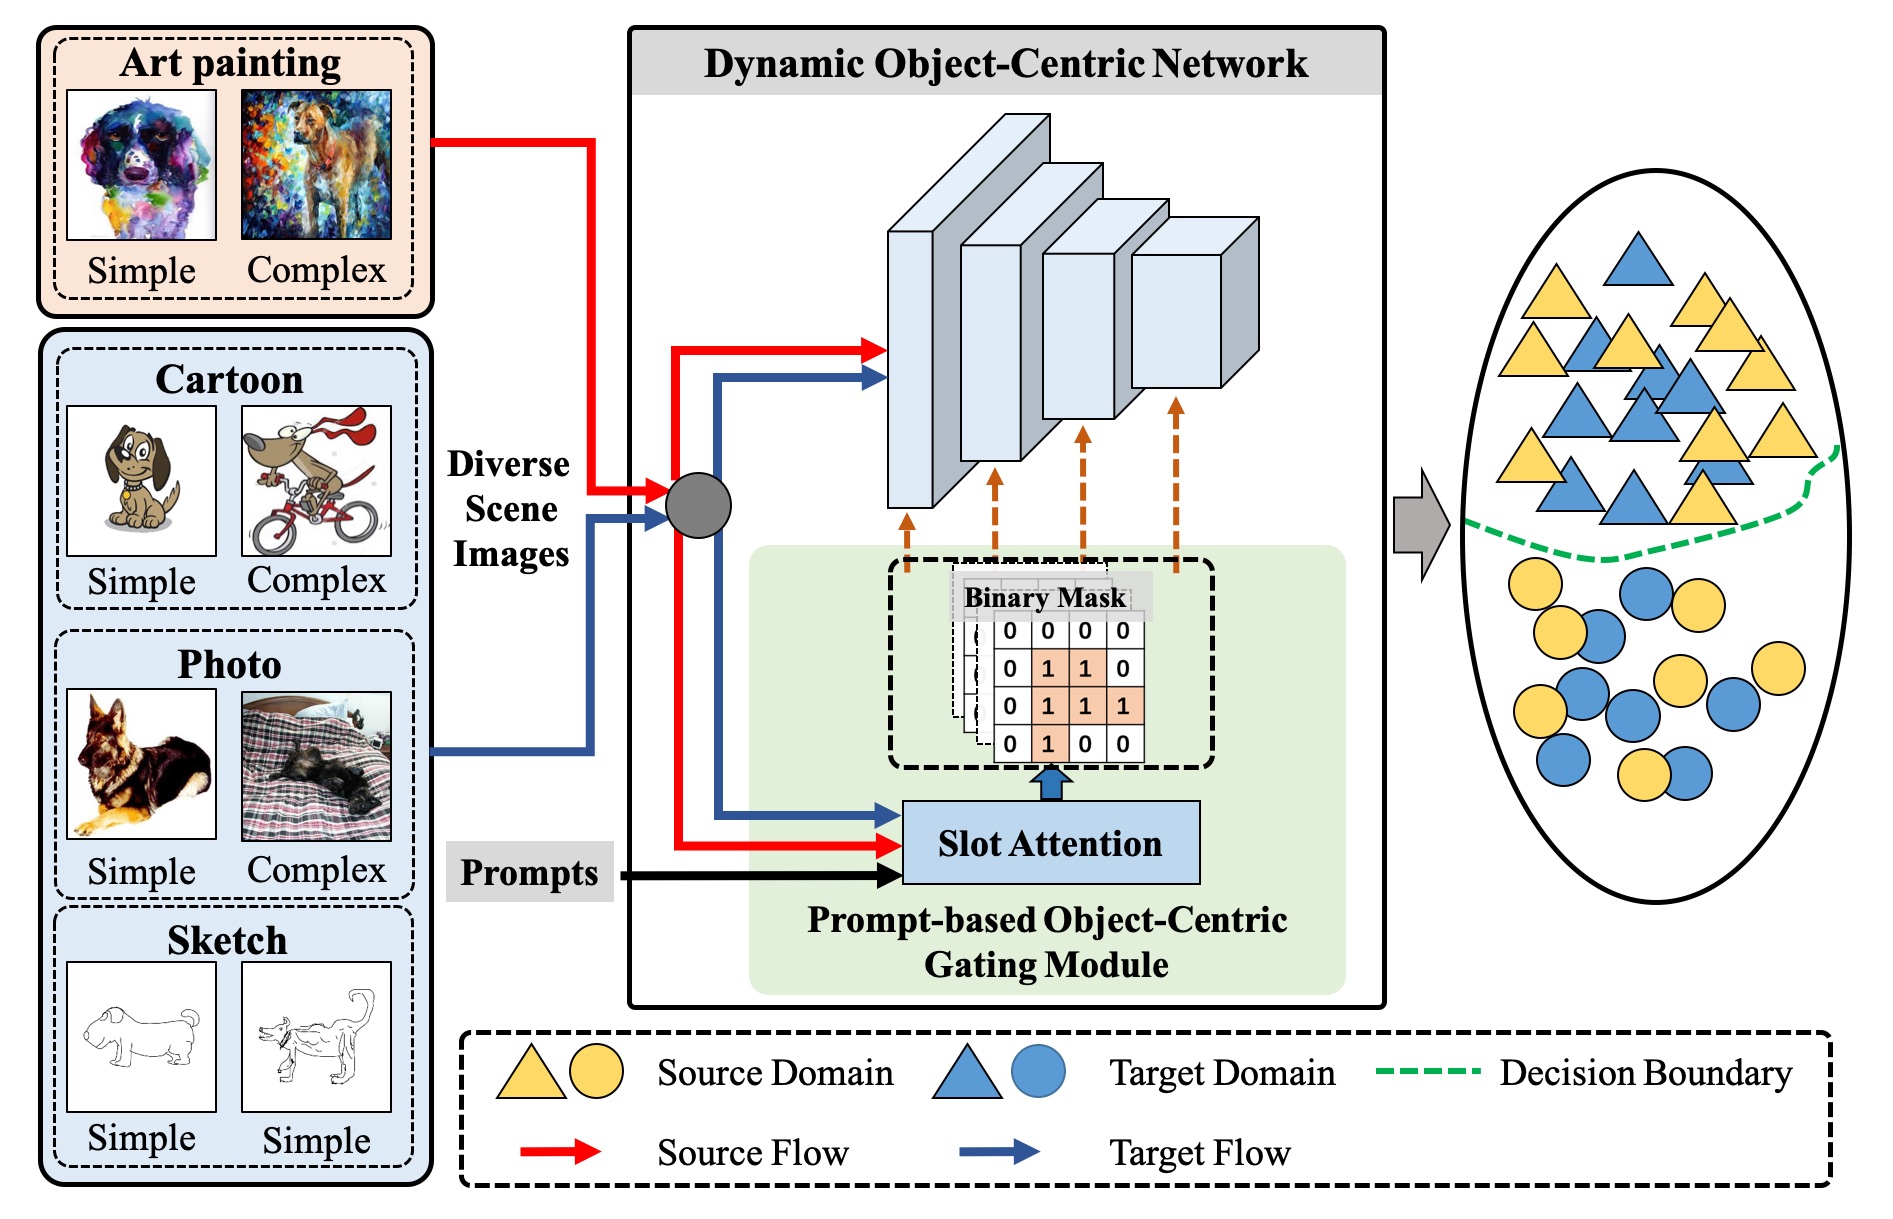 Art painting
Simple
Complex
Cartoon
Simple
Complex
Photo
Simple
Complex
Sketch
Simple
Simple
Diverse
Scene
Images
Prompts
Dynamic Object-Centric Network
Binary Mask
0 0 0 0
0 1 1 0
0 1 1 1
0 1 0 0
Slot Attention
Prompt-based Object-Centric
Gating Module
Source Domain
Target Domain
Decision Boundary
Source Flow
Target Flow